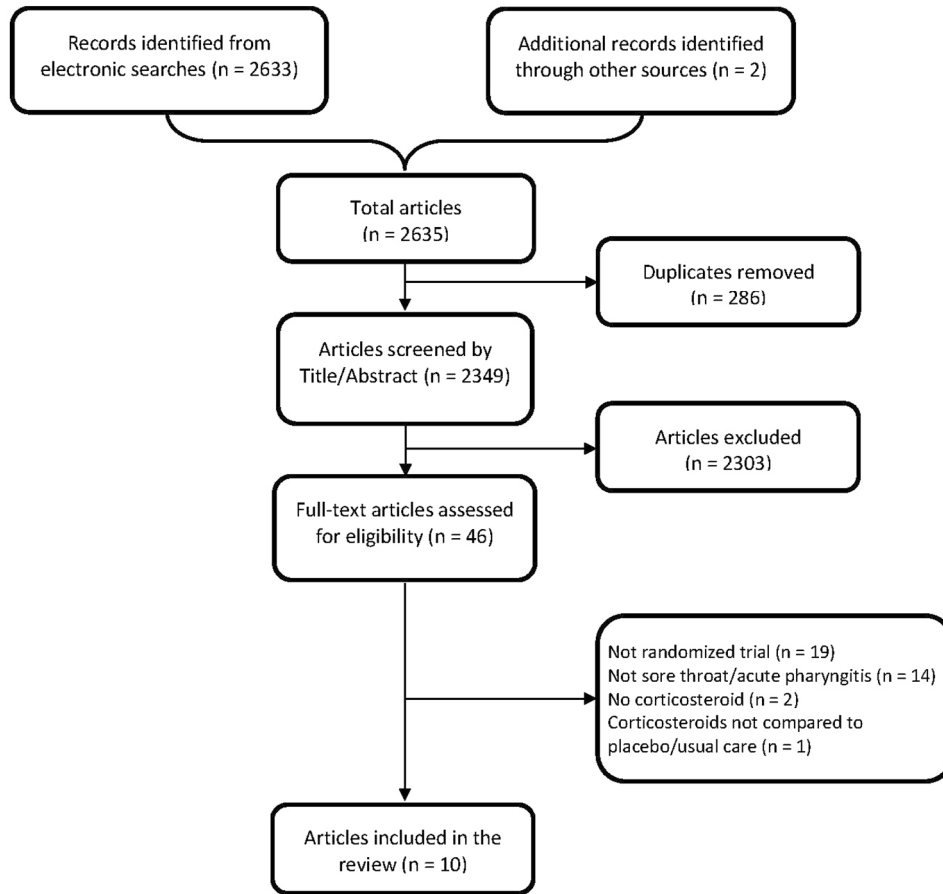 Records identified from
electronic searches (n = 2633)
Additional records identified
through other sources (n = 2)
Total articles
(n = 2635)
Duplicates removed
(n = 286)
Articles screened by
Title/Abstract (n = 2349)
Articles excluded
(n = 2303)
Full-text articles assessed
for eligibility (n = 46)
Not randomized trial (n = 19)
Not sore throat/acute pharyngitis (n = 14)
No corticosteroid (n = 2)
Corticosteroids not compared to
placebo/usual care (n = 1)
Articles included in the
review (n = 10)